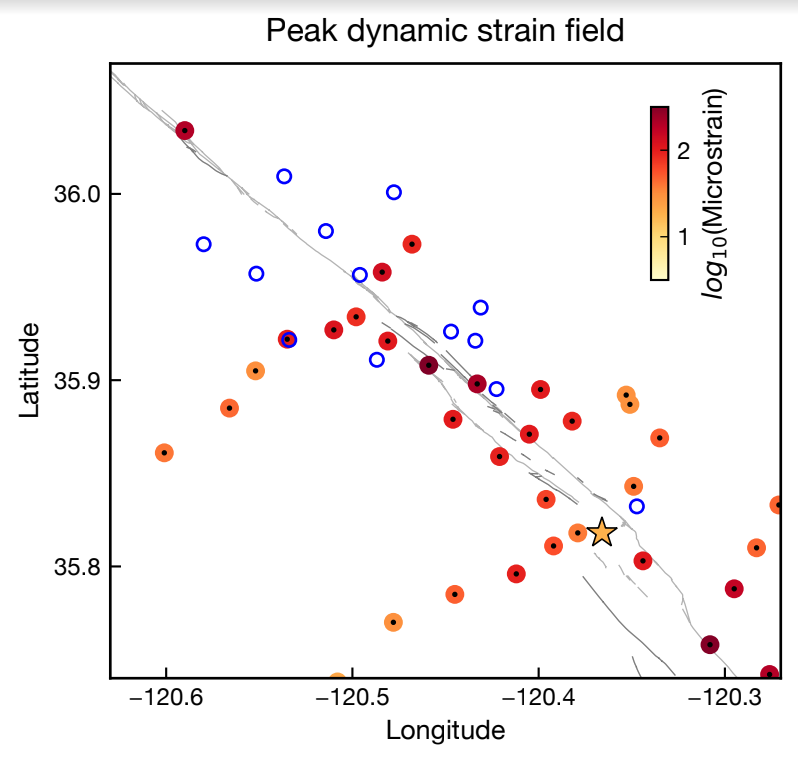 Peak dynamic strain field
36.0
35.9
35.8
Latitude
2
1
log10(Microstrain)
−120.6
−120.5
−120.4
−120.3
Longitude